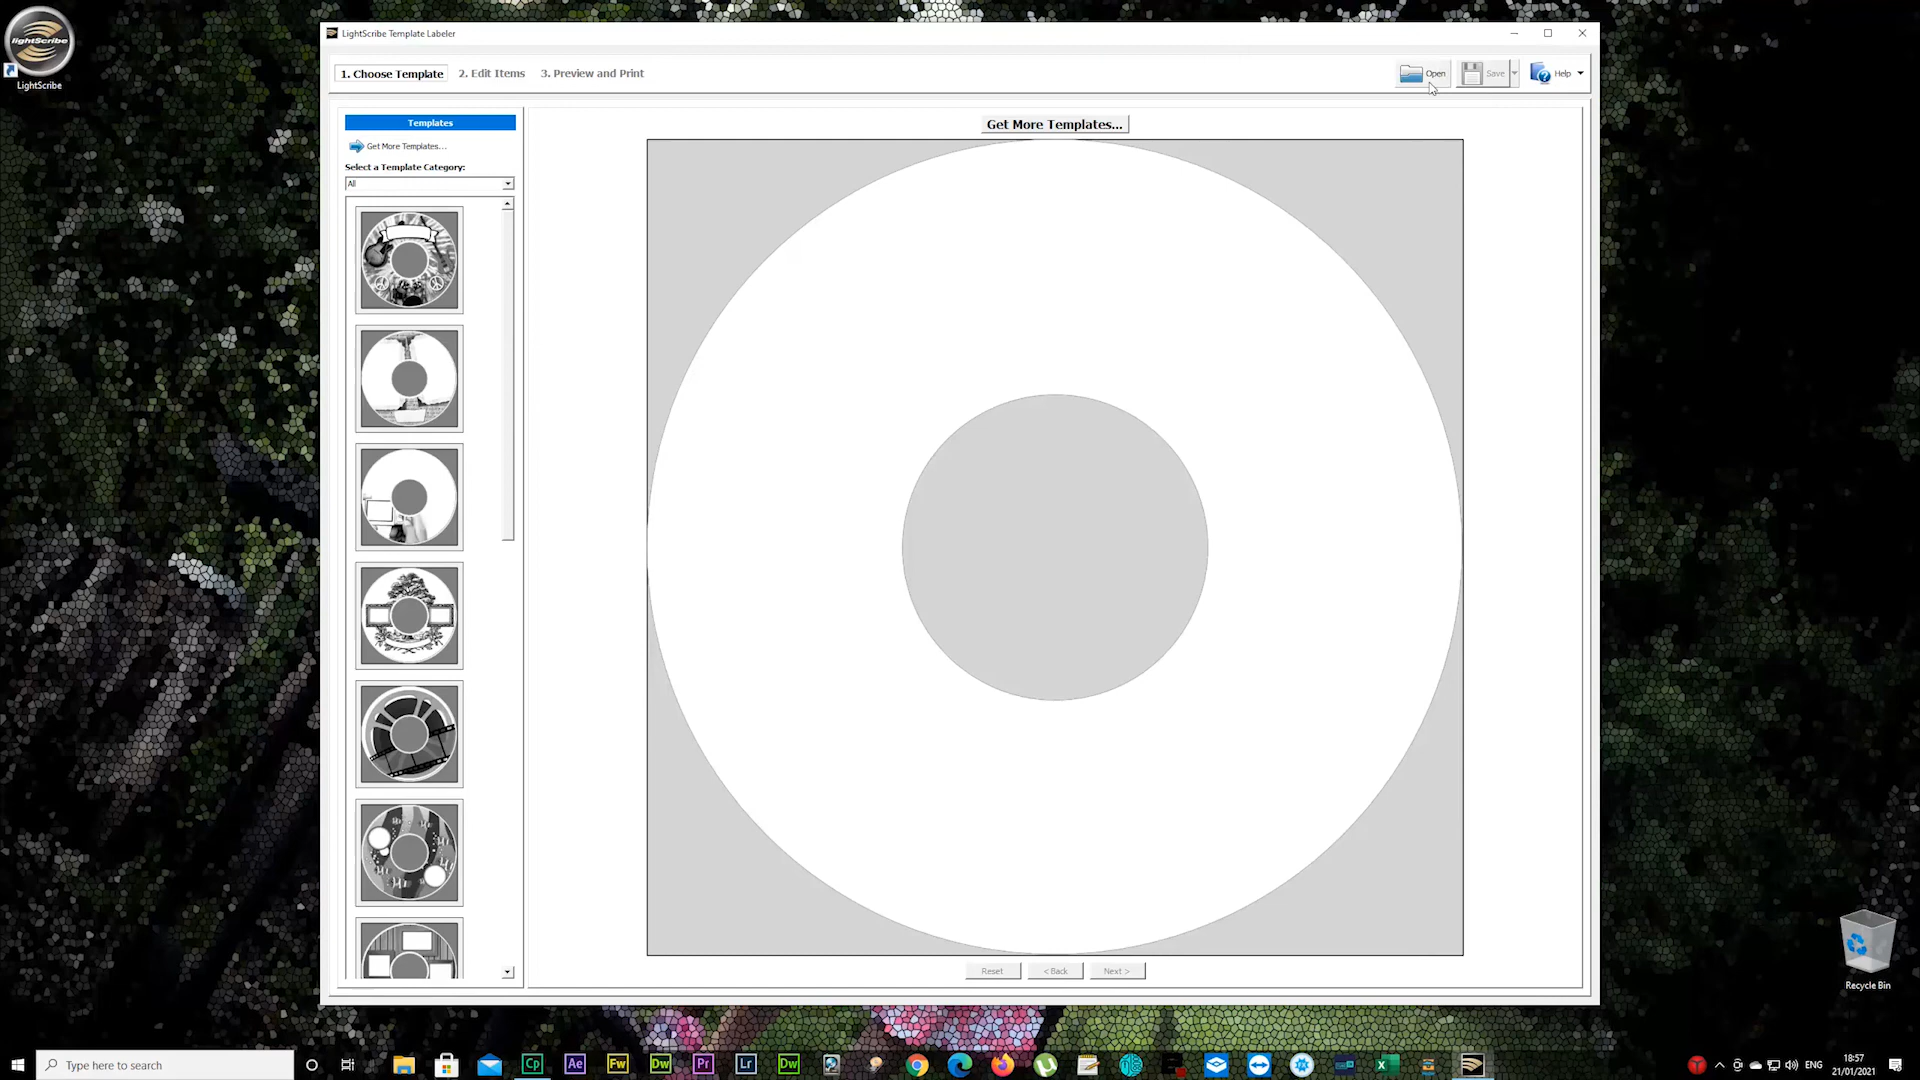 LightScribe
LightScribe
LightScribe Template Labeler
1. Choose Template
2. Edit Items
3. Preview and Print
Open
Save
Help
Templates
Get More Templates...
Select a Template Category:
All
Get More Templates...
Reset
< Back
Next >
Recycle Bin
Type here to search
Cp
Ae
Fw
Dw
Pr
Lr
Dw
ENG
18:57
21/01/2021